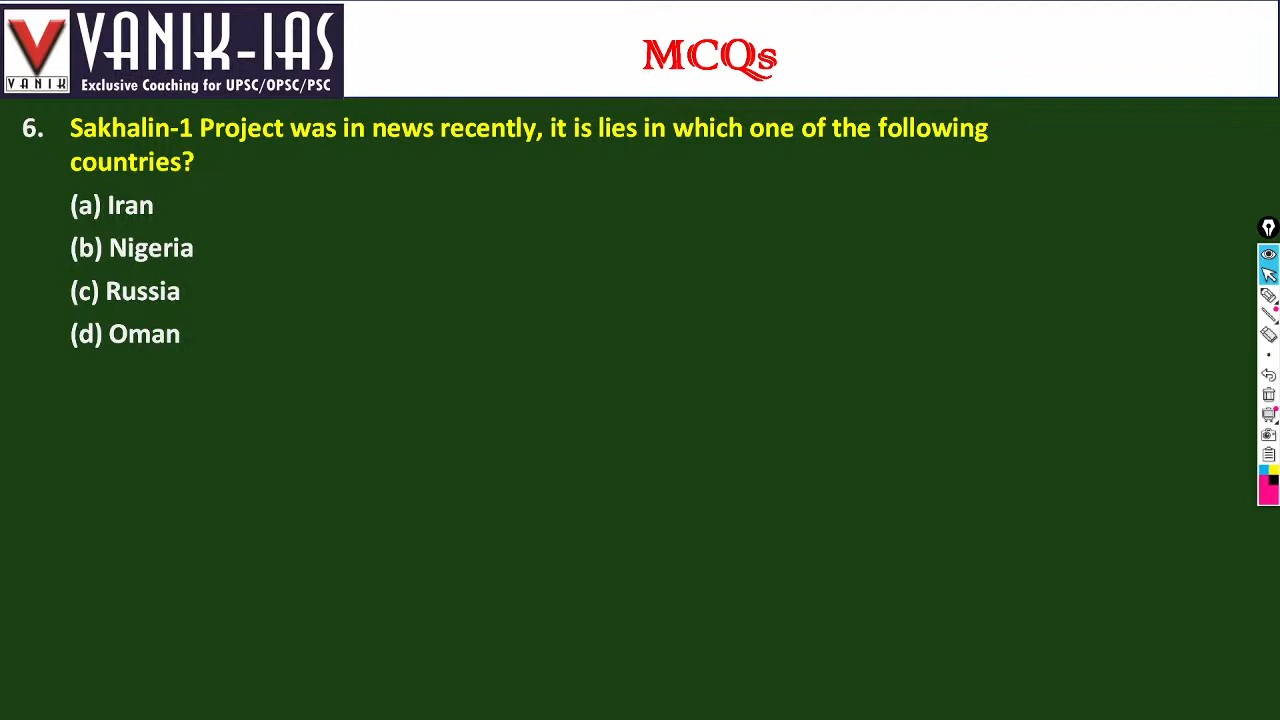 VANIK-IAS
VANIK
Exclusive Coaching for UPSC/OPSC/PSC
MCQs
6. Sakhalin-1 Project was in news recently, it is lies in which one of the following
countries?
(a) Iran
(b) Nigeria
(c) Russia
(d) Oman